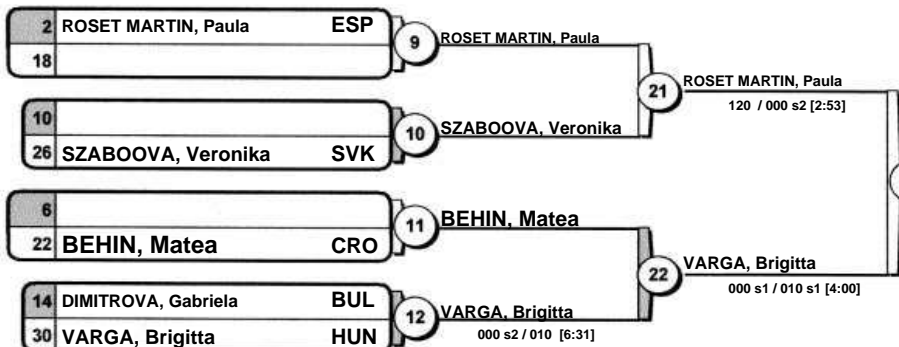 2 ROSET MARTIN, Paula ESP
18
9 ROSET MARTIN, Paula
10
26 SZABOOVA, Veronika SVK
10 SZABOOVA, Veronika
21 ROSET MARTIN, Paula
120 / 000 s2 [2:53]
6
22 BEHIN, Matea CRO
11 BEHIN, Matea
14 DIMITROVA, Gabriela BUL
30 VARGA, Brigitta HUN
12 VARGA, Brigitta
000 s2 / 010 [6:31]
22 VARGA, Brigitta
000 s1 / 010 s1 [4:00]